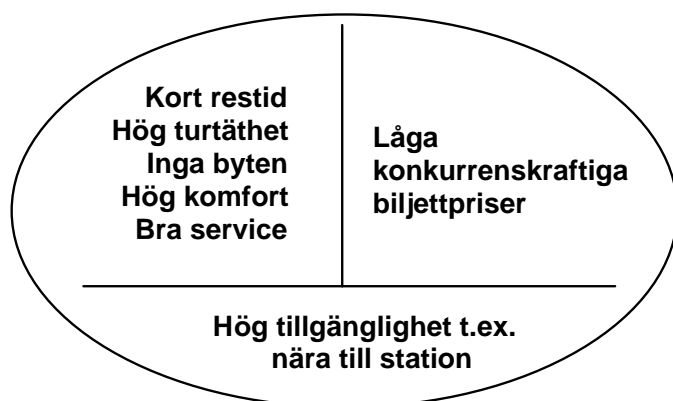 Kort restid
Hög turtäthet
Inga byten
Hög komfort
Bra service
Låga
konkurrenskraftiga
biljettpriser
Hög tillgänglighet t.ex.
nära till station